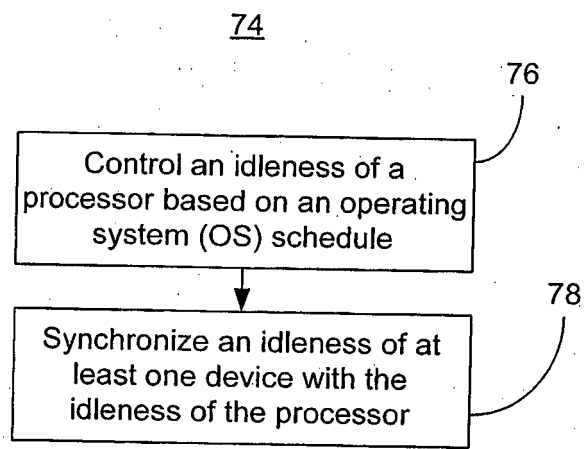 74
76
Control an idleness of a
processor based on an operating
system (OS) schedule
78
Synchronize an idleness of at
least one device with the
idleness of the processor